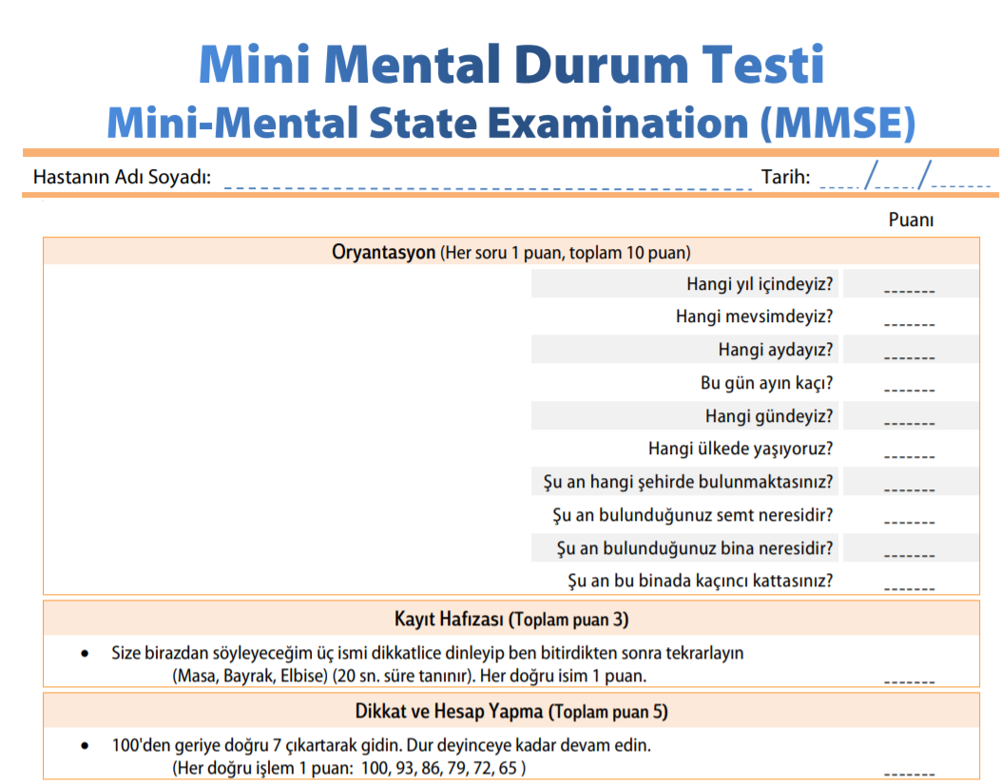 Mini Mental Durum Testi
Mini-Mental State Examination (MMSE)
Hastanın Adı Soyadı: Tarih: / /
Puanı
Oryantasyon (Her soru 1 puan, toplam 10 puan)
Hangi yıl içindeyiz?
Hangi mevsimdeyiz?
Hangi aydayız?
Bu gün ayın kaçı?
Hangi gündeyiz?
Hangi ülkede yaşıyoruz?
Şu an hangi şehirde bulunmaktasınız?
Şu an bulunduğunuz semt neresidir?
Şu an bulunduğunuz bina neresidir?
Şu an bu binada kaçıncı kattasınız?
Kayıt Hafızası (Toplam puan 3)
• Size birazdan söyleyeceğim üç ismi dikkatlice dinleyip ben bitirdikten sonra tekrarlayın
(Masa, Bayrak, Elbise) (20 sn. süre tanınır). Her doğru isim 1 puan.
Dikkat ve Hesap Yapma (Toplam puan 5)
• 100'den geriye doğru 7 çıkartarak gidin. Dur deyinceye kadar devam edin.
(Her doğru işlem 1 puan: 100, 93, 86, 79, 72, 65 )